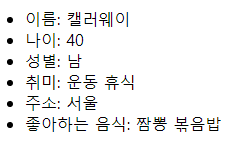 • 이름: 캘러웨이
• 나이: 40
• 성별: 남
• 취미: 운동 휴식
• 주소: 서울
• 좋아하는 음식: 짬뽕 볶음밥